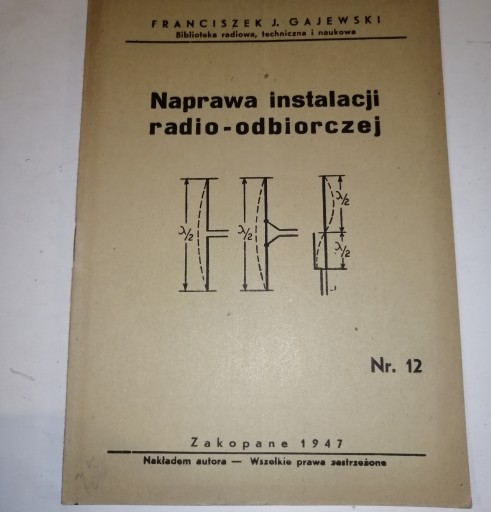 FRANCISZEK J. GAJEWSKI
Biblioteka radiowa, techniczna i naukowa
Naprawa instalacji
radio-odbiorczej
λ/2 λ/2 λ/2
λ/2
Nr. 12
Zakopane 1947
Nakładem autora — Wszelkie prawa zastrzeżone